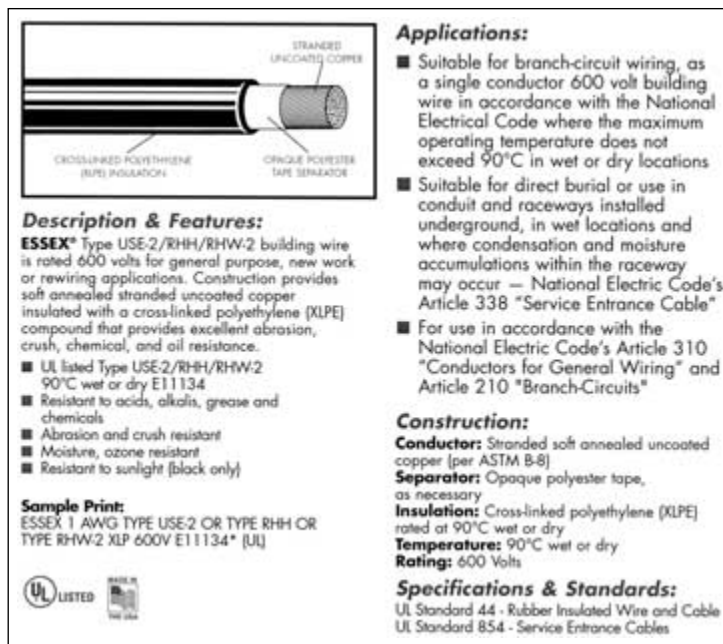 STRANDED
UNCOATED COPPER
CROSS-LINKED POLYETHYLENE
(XLPE) INSULATION
OPAQUE POLYESTER
TAPE SEPARATOR
Description & Features:
ESSEX® Type USE-2/RHH/RHW-2 building wire
is rated 600 volts for general purpose, new work
or rewiring applications. Construction provides
soft annealed stranded uncoated copper
insulated with a cross-linked polyethylene (XLPE)
compound that provides excellent abrasion,
crush, chemical, and oil resistance.
■ UL listed Type USE-2/RHH/RHW-2
90°C wet or dry E11134
■ Resistant to acids, alkalis, grease and
chemicals
■ Abrasion and crush resistant
■ Moisture, ozone resistant
■ Resistant to sunlight (black only)
Sample Print:
ESSEX 1 AWG TYPE USE-2 OR TYPE RHH OR
TYPE RHW-2 XLP 600V E11134* (UL)
UL LISTED
MADE IN
THE USA
Applications:
■ Suitable for branch-circuit wiring, as
a single conductor 600 volt building
wire in accordance with the National
Electrical Code where the maximum
operating temperature does not
exceed 90°C in wet or dry locations
■ Suitable for direct burial or use in
conduit and raceways installed
underground, in wet locations and
where condensation and moisture
accumulations within the raceway
may occur — National Electric Code's
Article 338 "Service Entrance Cable"
■ For use in accordance with the
National Electric Code's Article 310
"Conductors for General Wiring" and
Article 210 "Branch-Circuits"
Construction:
Conductor: Stranded soft annealed uncoated
copper (per ASTM B-8)
Separator: Opaque polyester tape,
as necessary
Insulation: Cross-linked polyethylene (XLPE)
rated at 90°C wet or dry
Temperature: 90°C wet or dry
Rating: 600 Volts
Specifications & Standards:
UL Standard 44 - Rubber Insulated Wire and Cable
UL Standard 854 - Service Entrance Cables